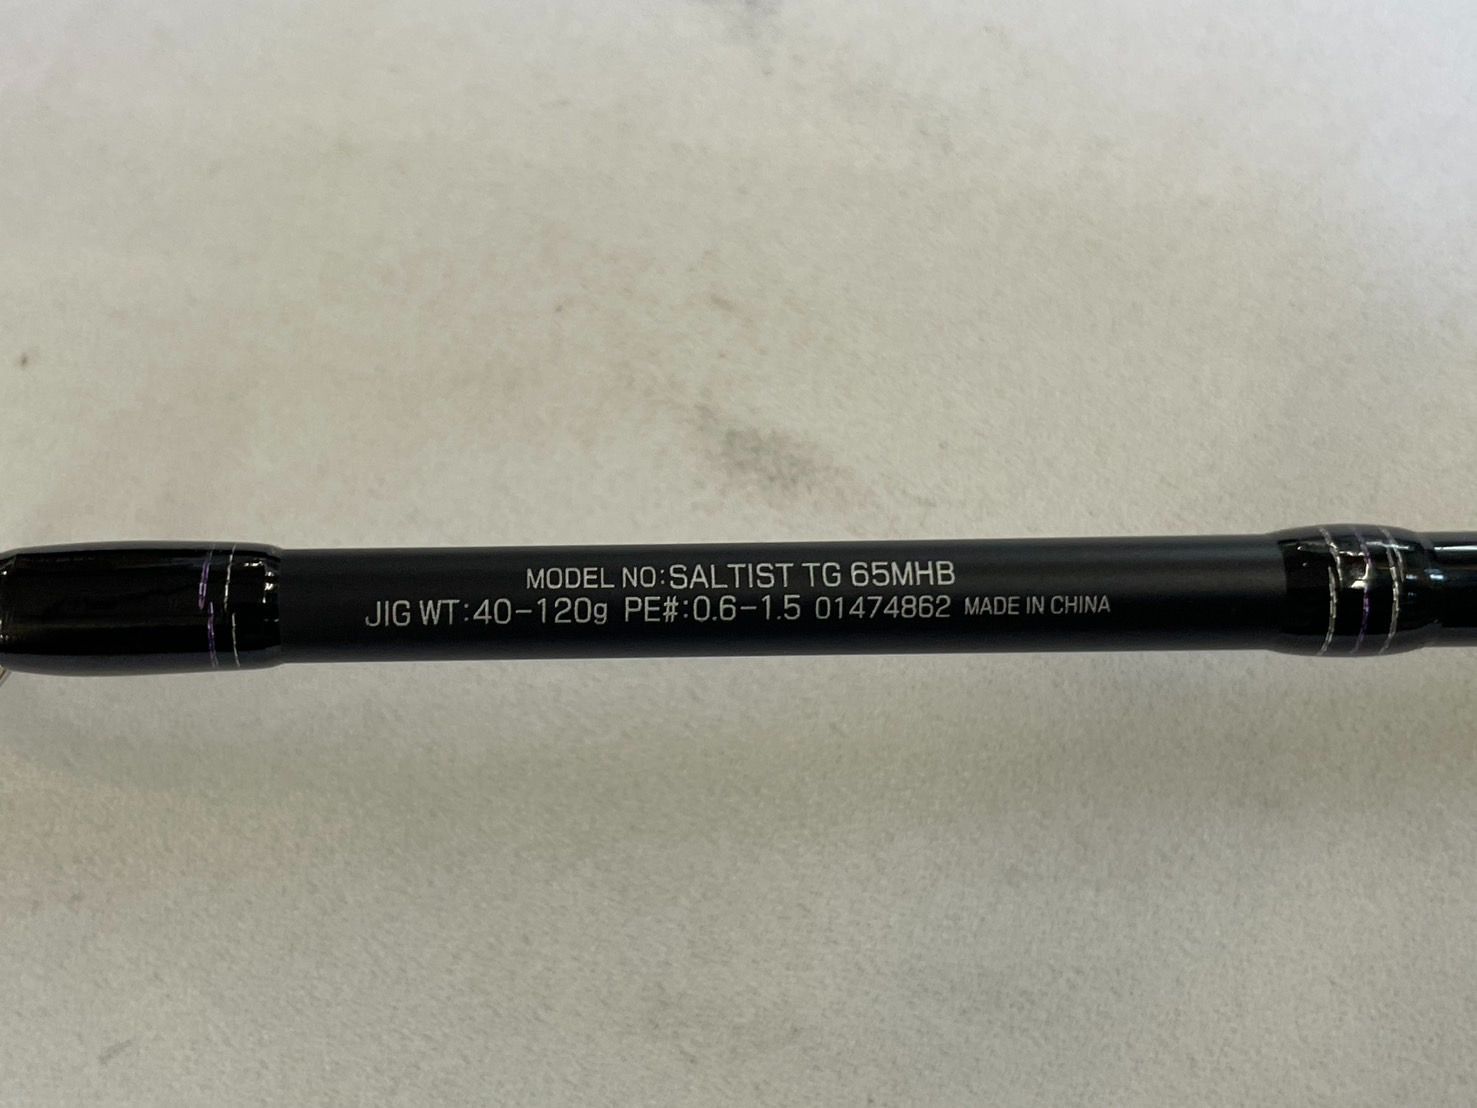 MODEL NO:SALTIST TG 65MHB
JIG WT:40-120g PE#:0.6-1.5 01474862 MADE IN CHINA